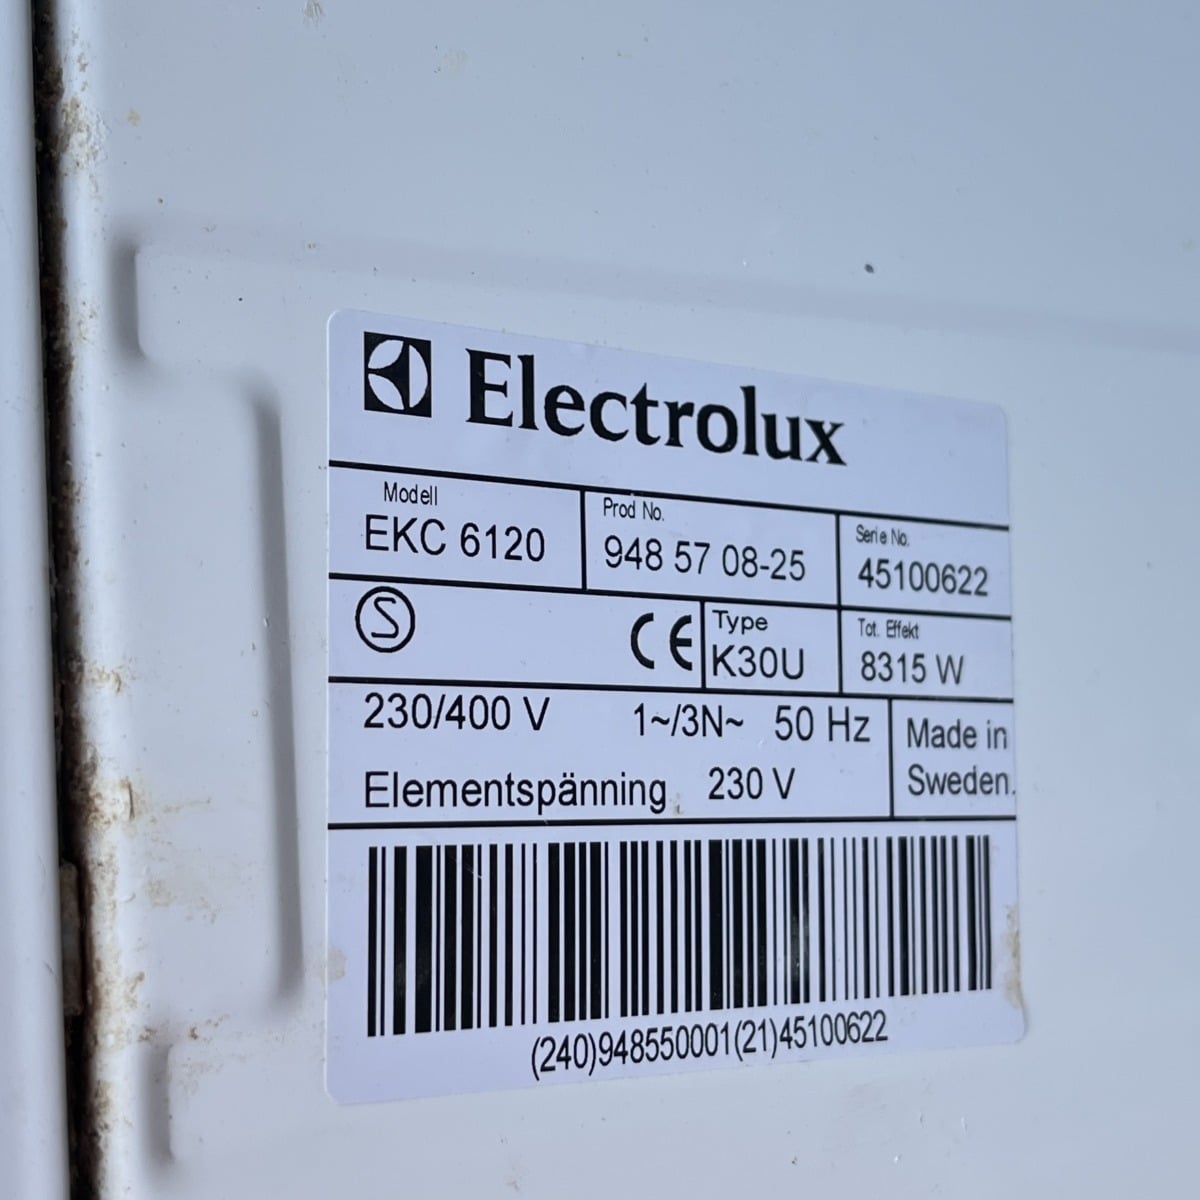 Electrolux
Modell
EKC 6120
Prod No.
948 57 08-25
Serie No.
45100622
S
CE
Type
K30U
Tot. Effekt
8315 W
230/400 V 1~/3N~ 50 Hz
Elementspänning 230 V
Made in
Sweden.
(240)948550001(21)45100622